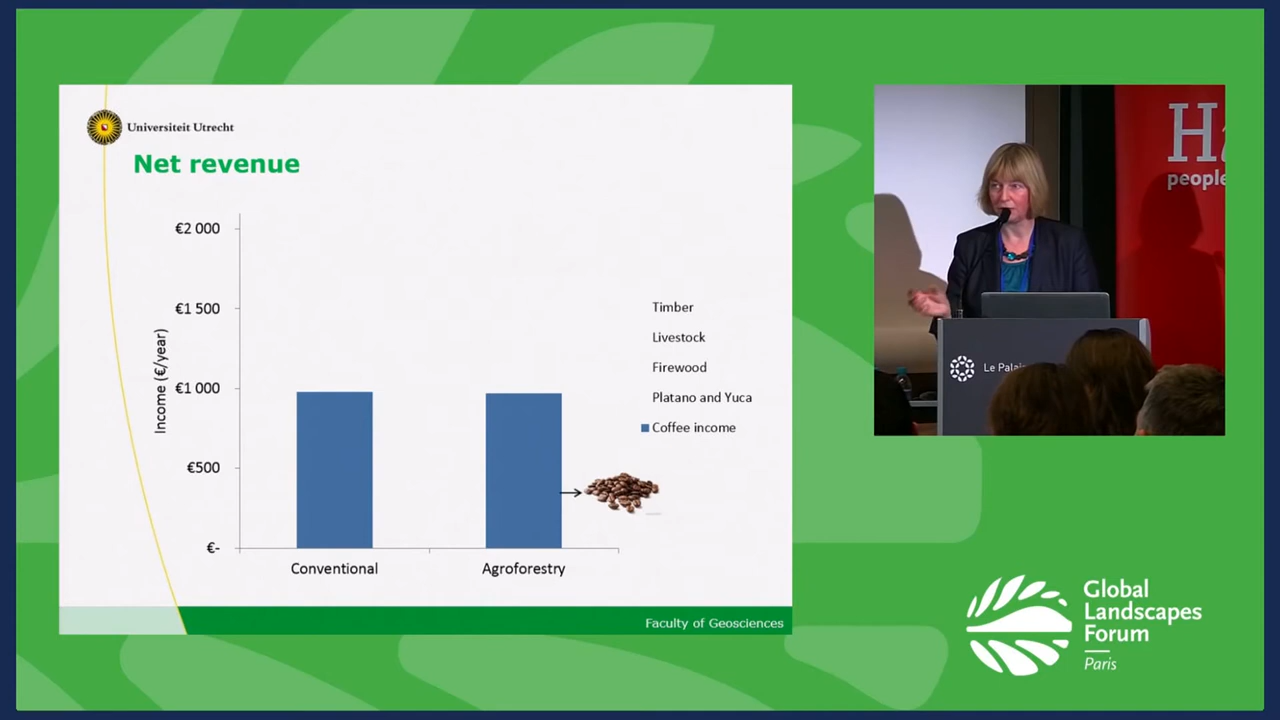 Universiteit Utrecht
Net revenue
€2 000
€1 500
€1 000
€500
€-
Income (€/year)
Conventional
Agroforestry
Timber
Livestock
Firewood
Platano and Yuca
Coffee income
Faculty of Geosciences
people
Le Palais
Global
Landscapes
Forum
Paris